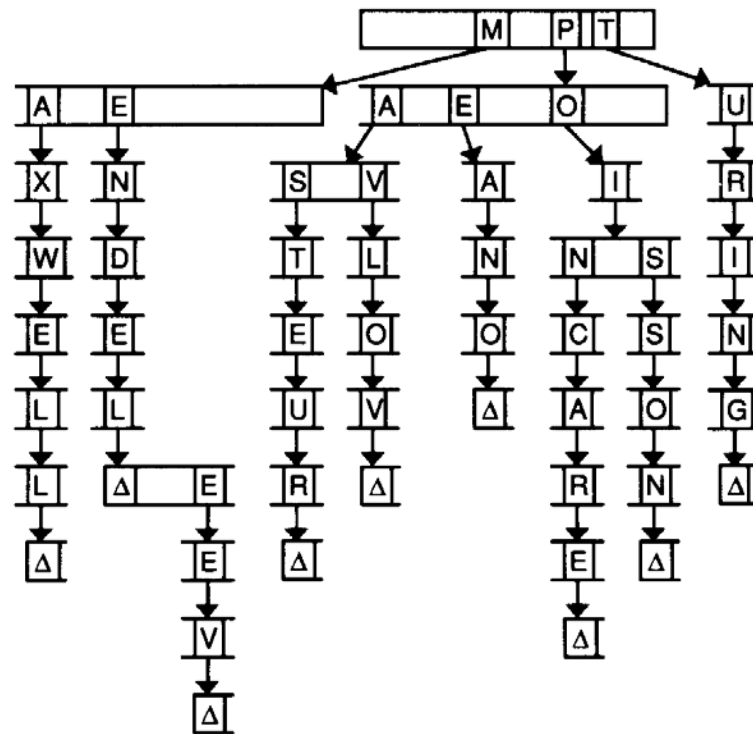 M P T
A E A E O U
X N S V A I R
W D T L N N S I
E E E O O C S N
L L U V Δ A O G
L Δ E R Δ R N Δ
Δ E Δ E Δ
V Δ
Δ